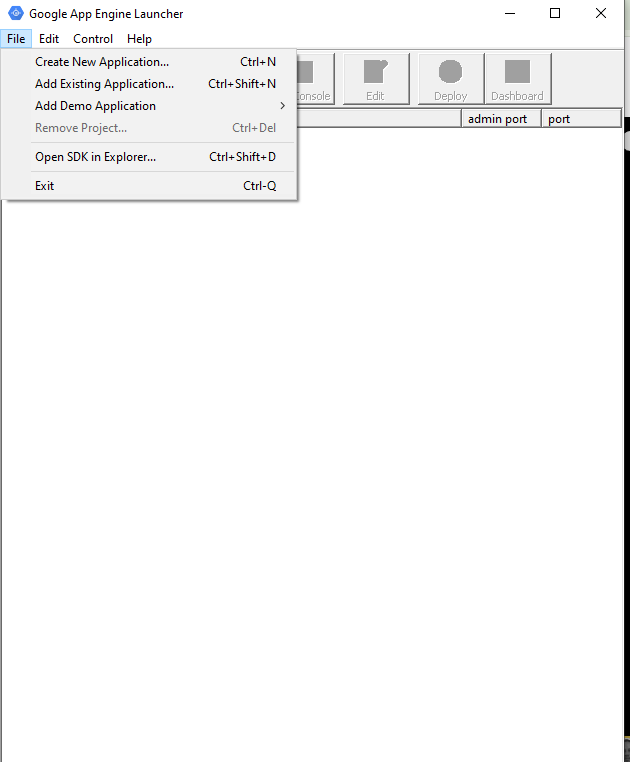 Google App Engine Launcher
File Edit Control Help
Create New Application... Ctrl+N
Add Existing Application... Ctrl+Shift+N
Add Demo Application
Remove Project... Ctrl+Del
Open SDK in Explorer... Ctrl+Shift+D
Exit Ctrl-Q
Edit Deploy Dashboard
admin port port